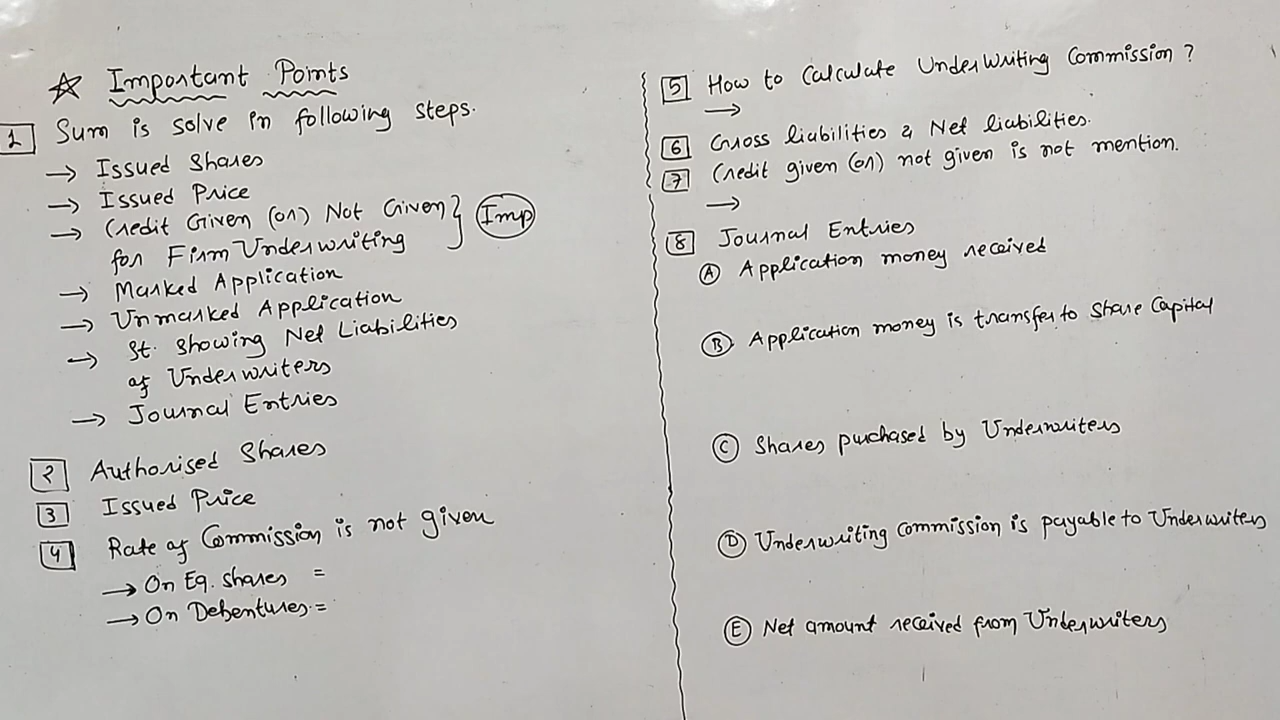 ☆ Important Points
1 Sum is solve in following steps.
→ Issued Shares
→ Issued Price
→ Credit Given (or) Not Given } Imp
for Firm Underwriting
→ Marked Application
→ Unmarked Application
→ St. showing Net Liabilities
of Underwriters
→ Journal Entries
2 Authorised Shares
3 Issued Price
4 Rate of Commission is not given
→ On Eq. shares =
→ On Debentures =
5 How to Calculate Underwriting Commission ?
→
6 Gross liabilities & Net liabilities.
7 Credit given (or) not given is not mention.
→
8 Journal Entries
A Application money received
B Application money is transfer to Share Capital
C Shares purchased by Underwriters
D Underwriting commission is payable to Underwriters
E Net amount received from Underwriters